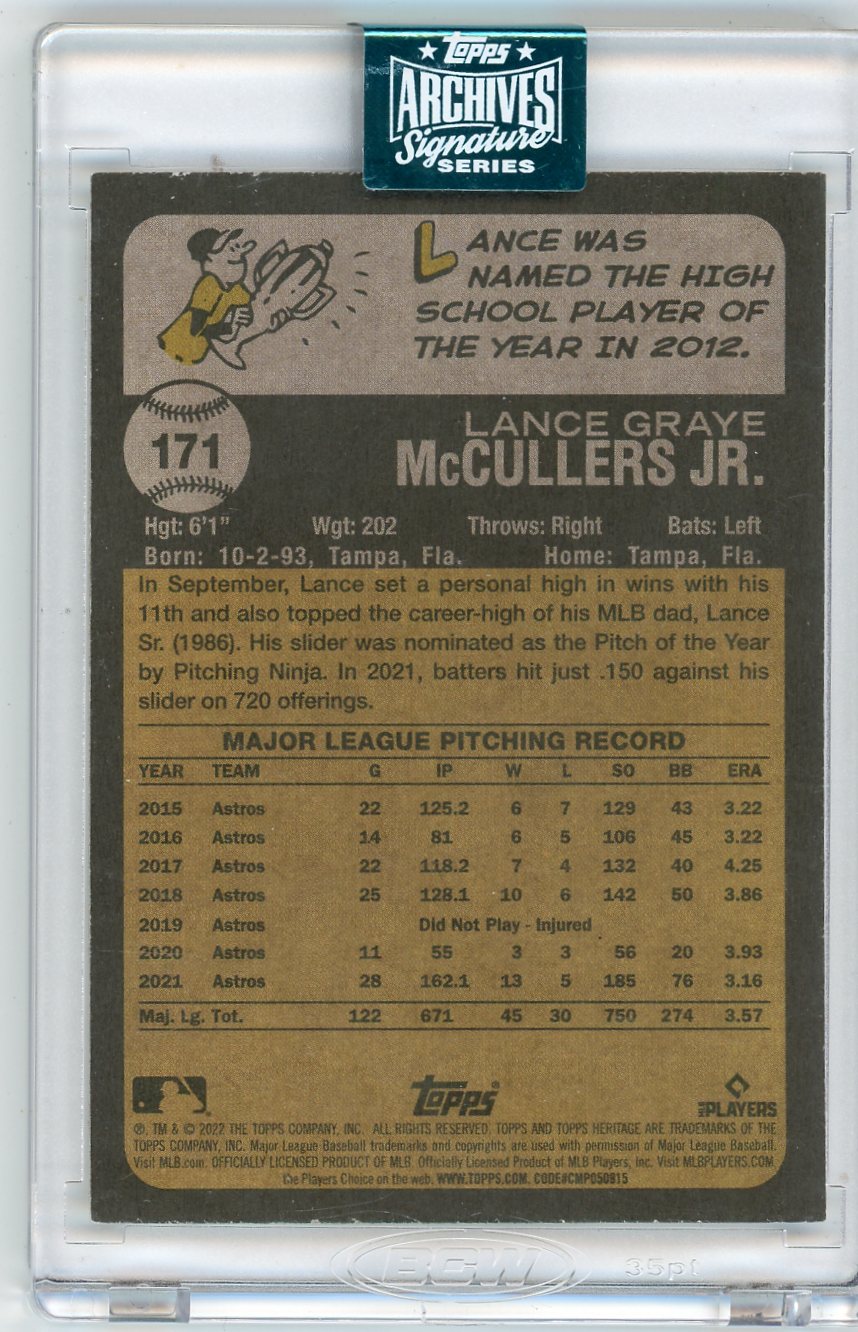 ★ TOPPS ★
ARCHIVES
Signature
SERIES
LANCE WAS
NAMED THE HIGH
SCHOOL PLAYER OF
THE YEAR IN 2012.
171
LANCE GRAYE
McCULLERS JR.
Hgt: 6'1" Wgt: 202 Throws: Right Bats: Left
Born: 10-2-93, Tampa, Fla. Home: Tampa, Fla.
In September, Lance set a personal high in wins with his
11th and also topped the career-high of his MLB dad, Lance
Sr. (1986). His slider was nominated as the Pitch of the Year
by Pitching Ninja. In 2021, batters hit just .150 against his
slider on 720 offerings.
MAJOR LEAGUE PITCHING RECORD
YEAR TEAM G IP W L SO BB ERA
2015 Astros 22 125.2 6 7 129 43 3.22
2016 Astros 14 81 6 5 106 45 3.22
2017 Astros 22 118.2 7 4 132 40 4.25
2018 Astros 25 128.1 10 6 142 50 3.86
2019 Astros Did Not Play - Injured
2020 Astros 11 55 3 3 56 20 3.93
2021 Astros 28 162.1 13 5 185 76 3.16
Maj. Lg. Tot. 122 671 45 30 750 274 3.57
TOPPS®
MLB PLAYERS
®, TM & © 2022 THE TOPPS COMPANY, INC. ALL RIGHTS RESERVED. TOPPS AND TOPPS HERITAGE ARE TRADEMARKS OF THE
TOPPS COMPANY, INC. Major League Baseball trademarks and copyrights are used with permission of Major League Baseball.
Visit MLB.com. OFFICIALLY LICENSED PRODUCT OF MLB Officially Licensed Product of MLB Players, Inc. Visit MLBPLAYERS.COM,
the Players Choice on the web. WWW.TOPPS.COM. CODE#CMP050815
BCW 35pt